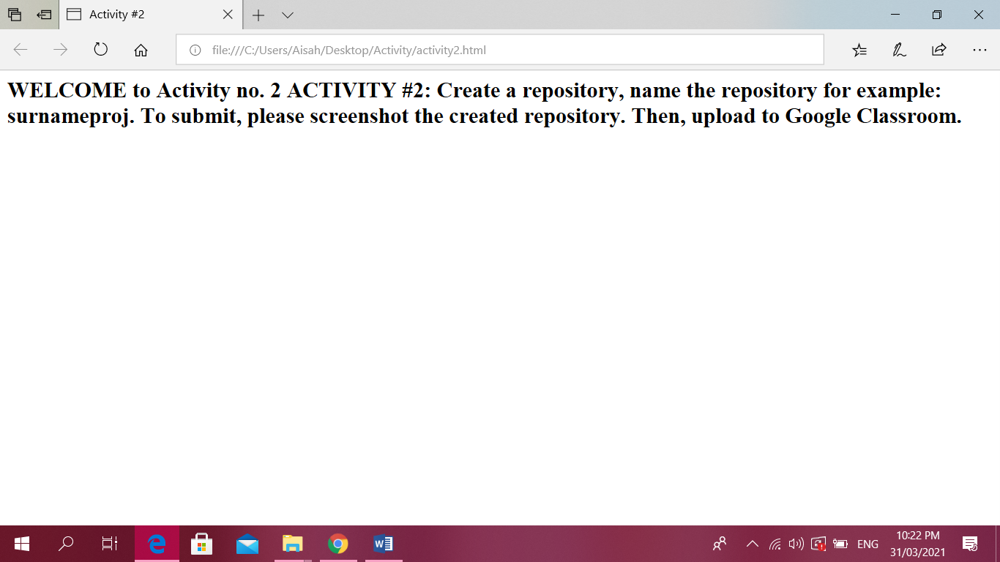 Activity #2
file:///C:/Users/Aisah/Desktop/Activity/activity2.html
WELCOME to Activity no. 2 ACTIVITY #2: Create a repository, name the repository for example:
surnameproj. To submit, please screenshot the created repository. Then, upload to Google Classroom.
ENG
10:22 PM
31/03/2021